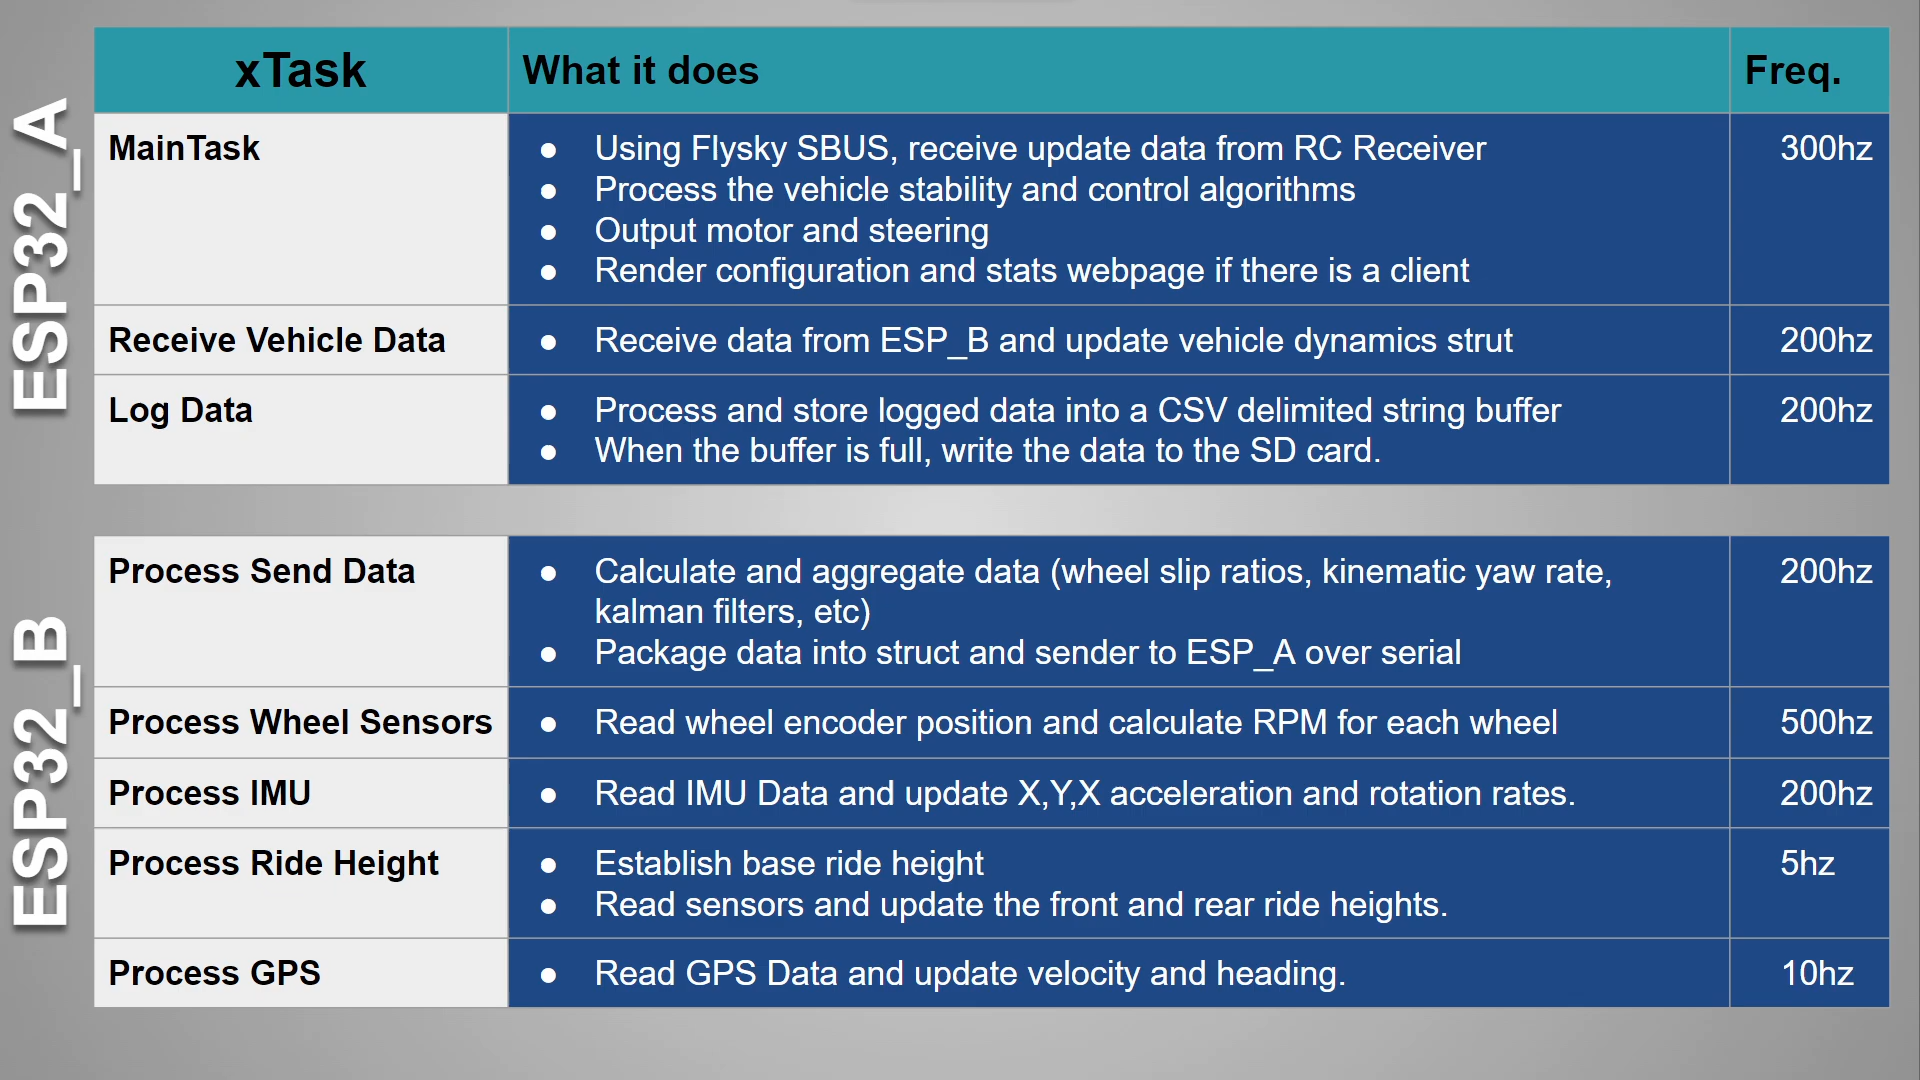 xTask What it does Freq.
ESP32_A
MainTask
● Using Flysky SBUS, receive update data from RC Receiver 300hz
● Process the vehicle stability and control algorithms
● Output motor and steering
● Render configuration and stats webpage if there is a client
Receive Vehicle Data ● Receive data from ESP_B and update vehicle dynamics strut 200hz
Log Data ● Process and store logged data into a CSV delimited string buffer 200hz
● When the buffer is full, write the data to the SD card.
ESP32_B
Process Send Data ● Calculate and aggregate data (wheel slip ratios, kinematic yaw rate, 200hz
kalman filters, etc)
● Package data into struct and sender to ESP_A over serial
Process Wheel Sensors ● Read wheel encoder position and calculate RPM for each wheel 500hz
Process IMU ● Read IMU Data and update X,Y,X acceleration and rotation rates. 200hz
Process Ride Height ● Establish base ride height 5hz
● Read sensors and update the front and rear ride heights.
Process GPS ● Read GPS Data and update velocity and heading. 10hz